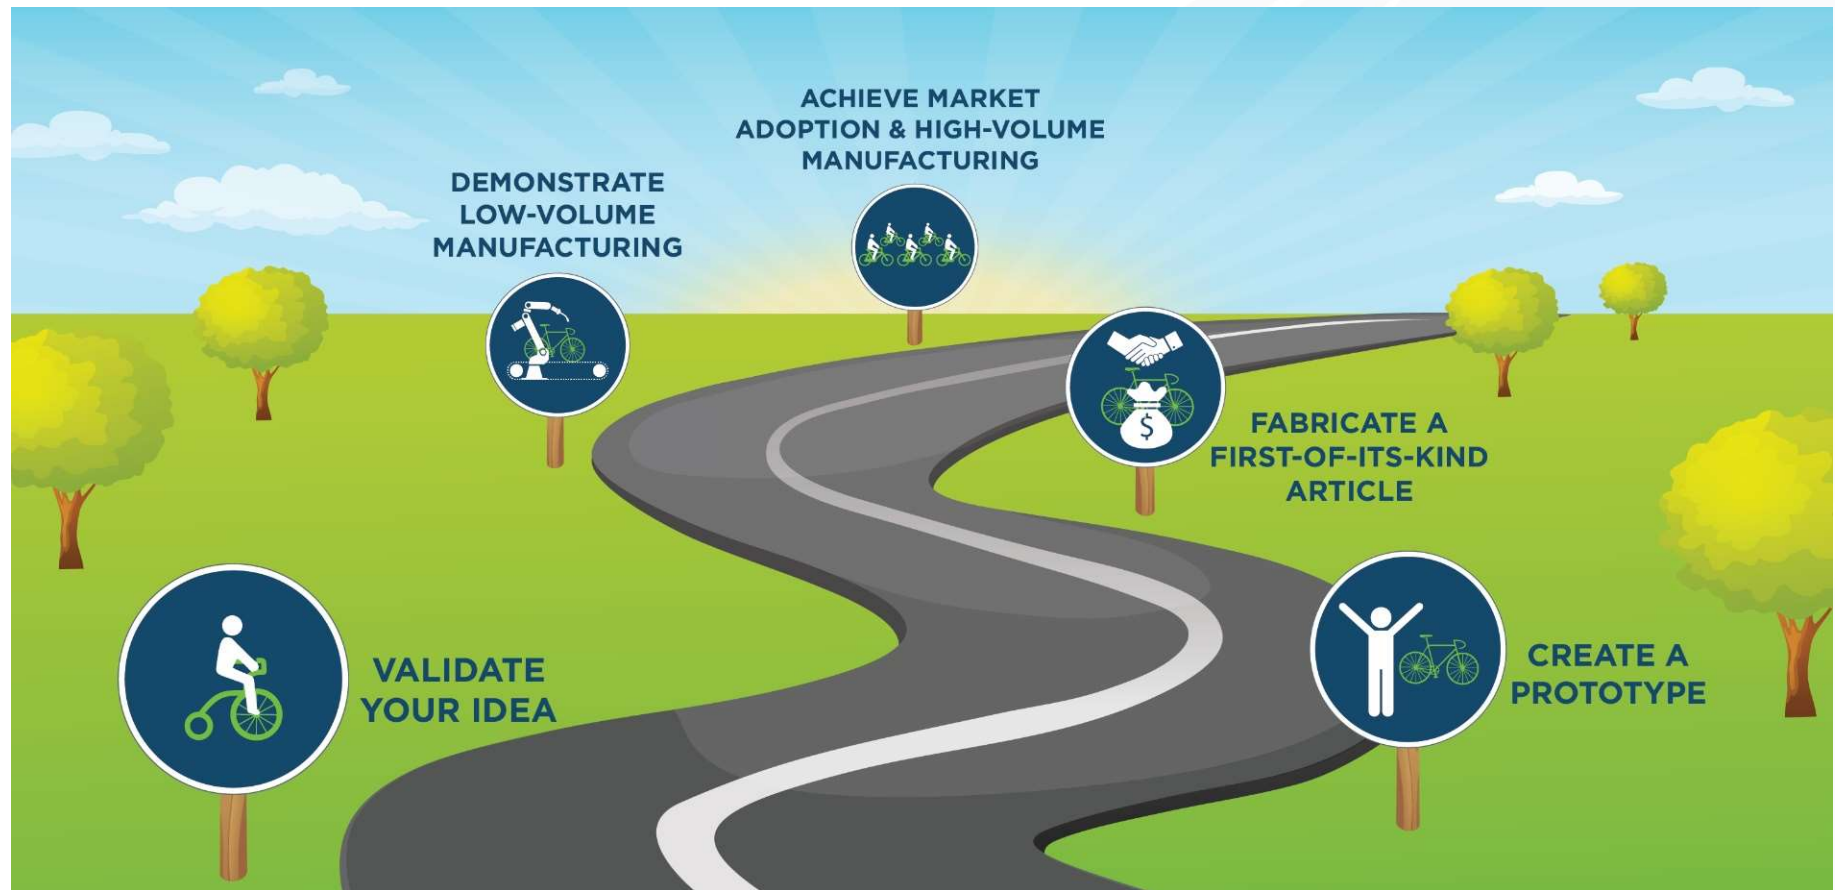 ACHIEVE MARKET
ADOPTION & HIGH-VOLUME
MANUFACTURING
DEMONSTRATE
LOW-VOLUME
MANUFACTURING
$
FABRICATE A
FIRST-OF-ITS-KIND
ARTICLE
VALIDATE
YOUR IDEA
CREATE A
PROTOTYPE